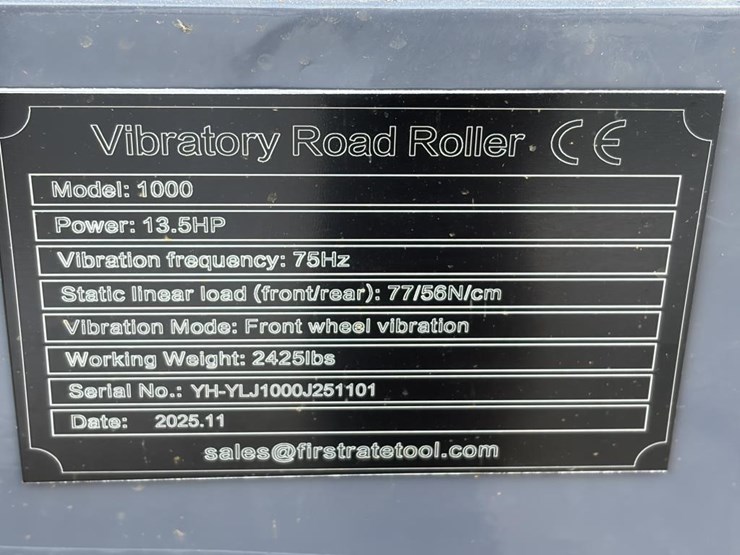 Vibratory Road Roller CE
Model: 1000
Power: 13.5HP
Vibration frequency: 75Hz
Static linear load (front/rear): 77/56N/cm
Vibration Mode: Front wheel vibration
Working Weight: 2425lbs
Serial No.: YH-YLJ1000J251101
Date: 2025.11
sales@firstratetool.com